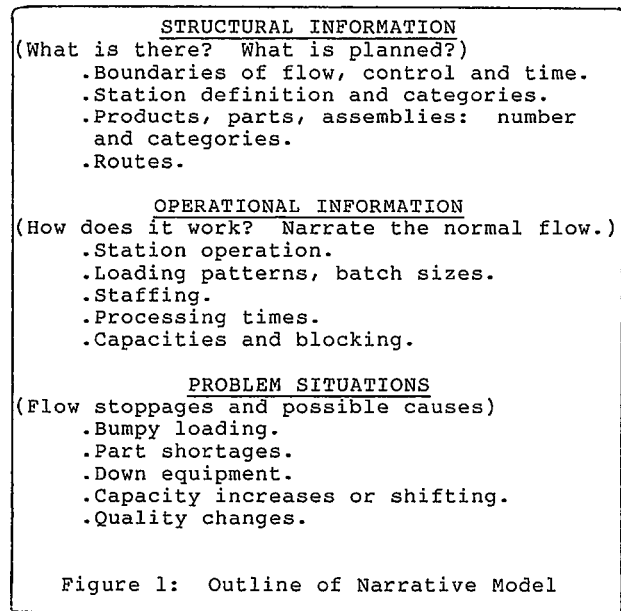 STRUCTURAL INFORMATION
(What is there? What is planned?)
.Boundaries of flow, control and time.
.Station definition and categories.
.Products, parts, assemblies: number
and categories.
.Routes.
OPERATIONAL INFORMATION
(How does it work? Narrate the normal flow.)
.Station operation.
.Loading patterns, batch sizes.
.Staffing.
.Processing times.
.Capacities and blocking.
PROBLEM SITUATIONS
(Flow stoppages and possible causes)
.Bumpy loading.
.Part shortages.
.Down equipment.
.Capacity increases or shifting.
.Quality changes.
Figure 1: Outline of Narrative Model